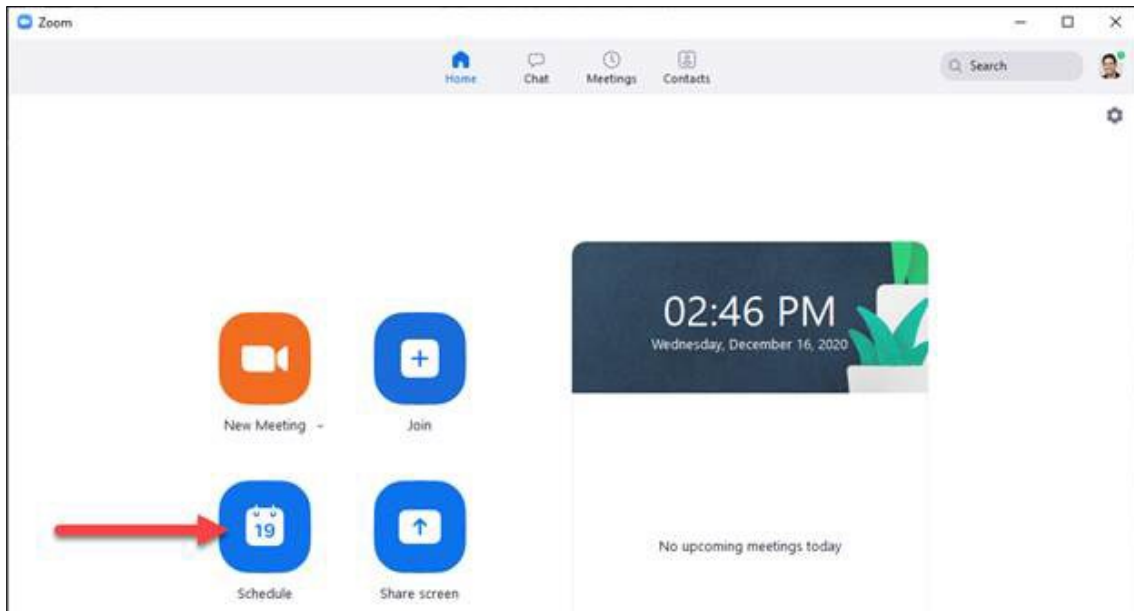 Zoom
Home
Chat
Meetings
Contacts
Search
02:46 PM
Wednesday, December 16, 2020
New Meeting
Join
19
Schedule
Share screen
No upcoming meetings today